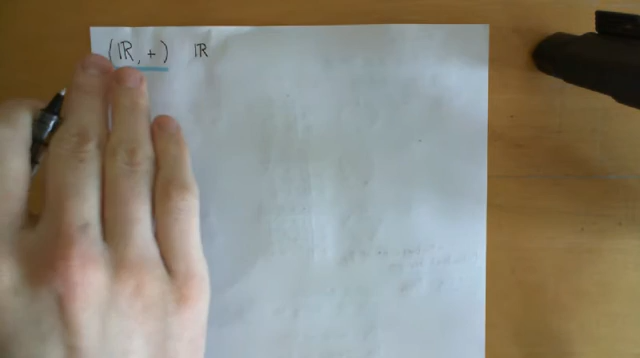 (ℝ, +) ℝ